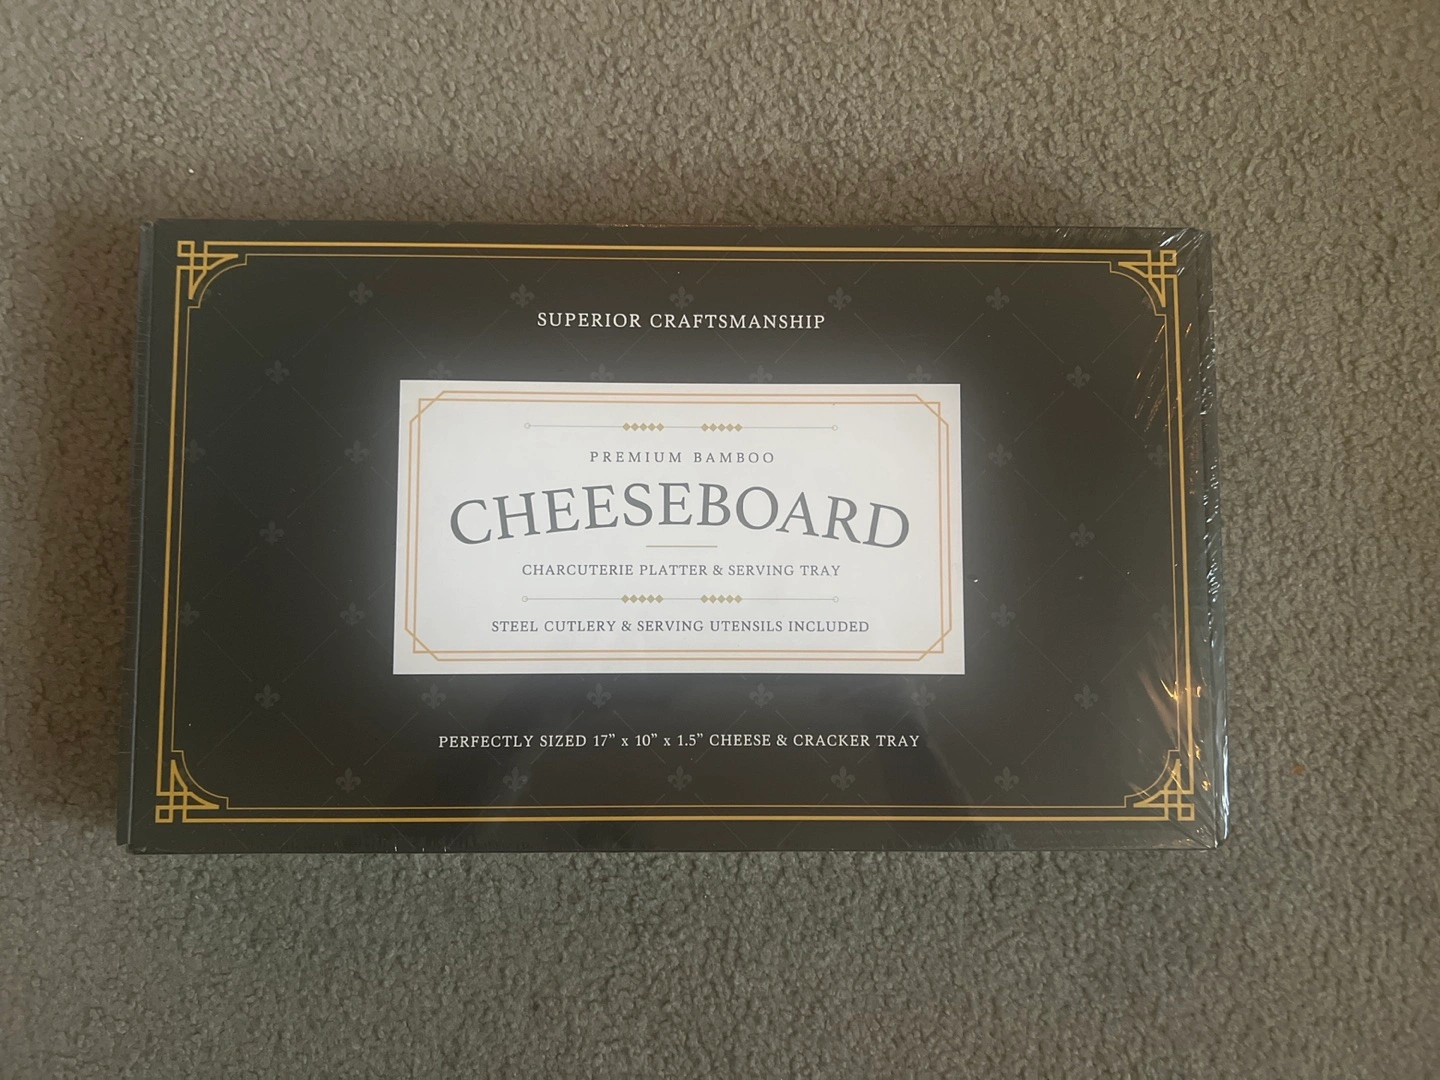 SUPERIOR CRAFTSMANSHIP
PREMIUM BAMBOO
CHEESEBOARD
CHARCUTERIE PLATTER & SERVING TRAY
STEEL CUTLERY & SERVING UTENSILS INCLUDED
PERFECTLY SIZED 17” x 10” x 1.5” CHEESE & CRACKER TRAY